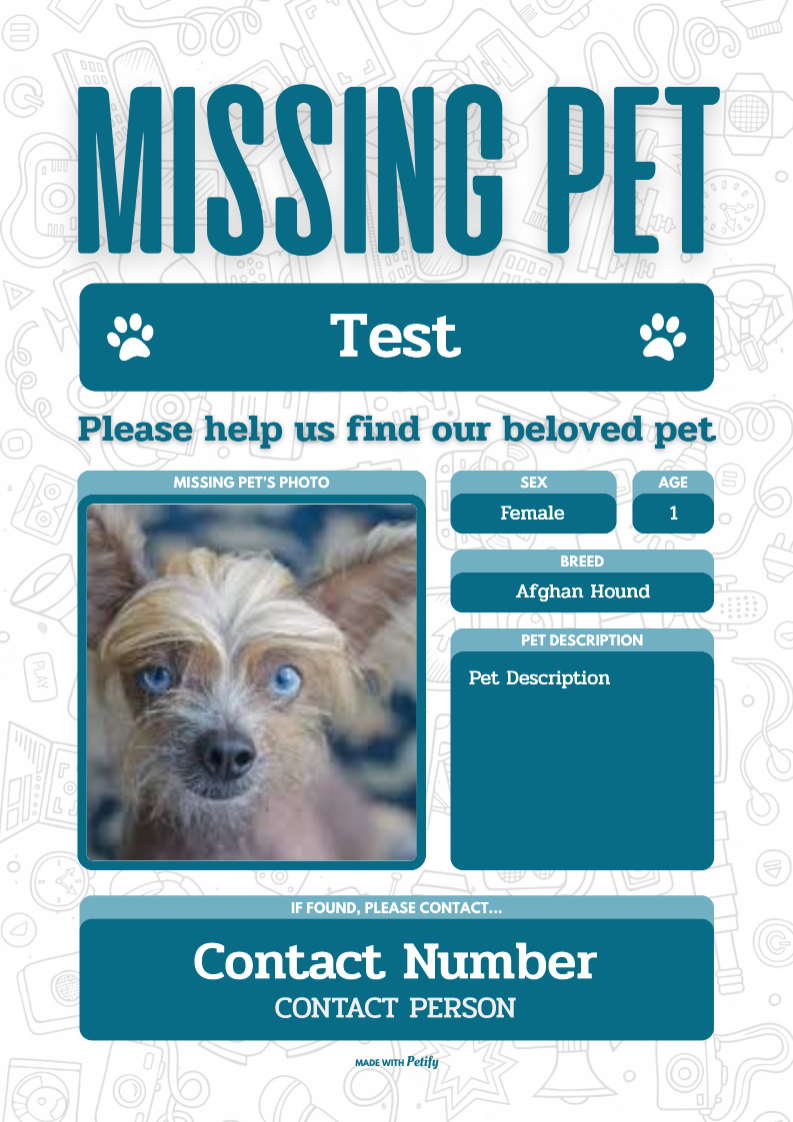 MISSING PET
Test
Please help us find our beloved pet
MISSING PET'S PHOTO
SEX
AGE
Female
1
BREED
Afghan Hound
PET DESCRIPTION
Pet Description
IF FOUND, PLEASE CONTACT...
Contact Number
CONTACT PERSON
MADE WITH Petify
PLAY